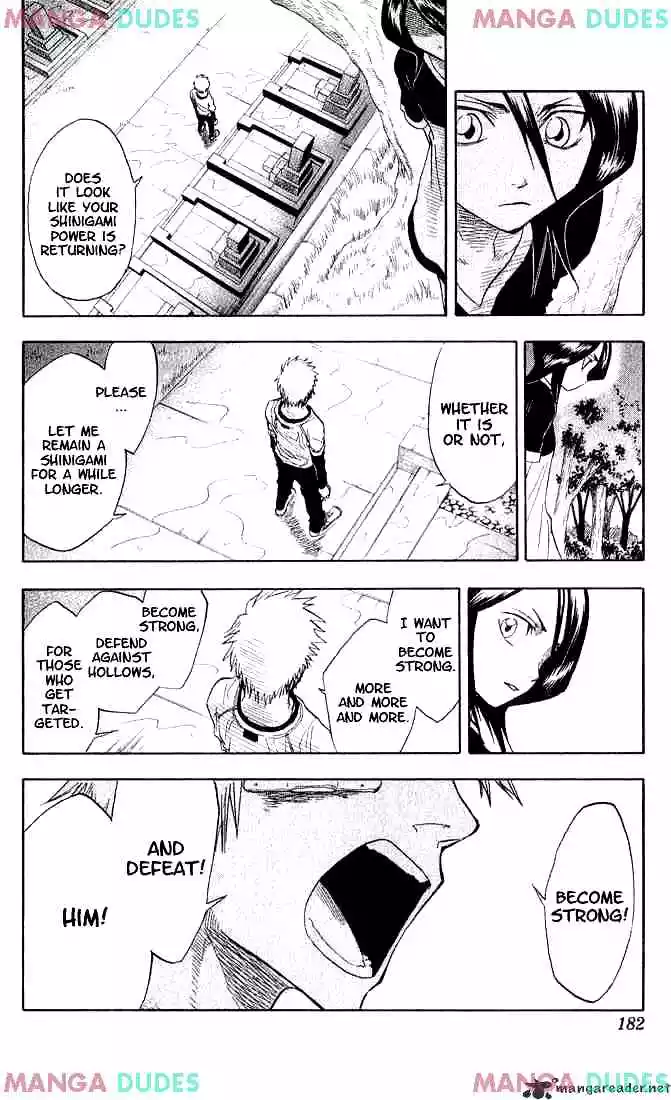 MANGA DUDES
MANGA DUDES
DOES
IT LOOK
LIKE YOUR
SHINIGAMI
POWER IS
RETURNING?
WHETHER
IT IS
OR NOT,
PLEASE
...
LET ME
REMAIN A
SHINIGAMI
FOR A WHILE
LONGER.
I WANT
TO
BECOME
STRONG.
MORE
AND MORE
AND MORE.
BECOME
STRONG,
DEFEND
AGAINST
HOLLOWS,
FOR
THOSE
WHO
GET
TAR-
GETED.
BECOME
STRONG!
AND
DEFEAT!
HIM!
182
MANGA DUDES
MANGA DUDES
mangareader.net